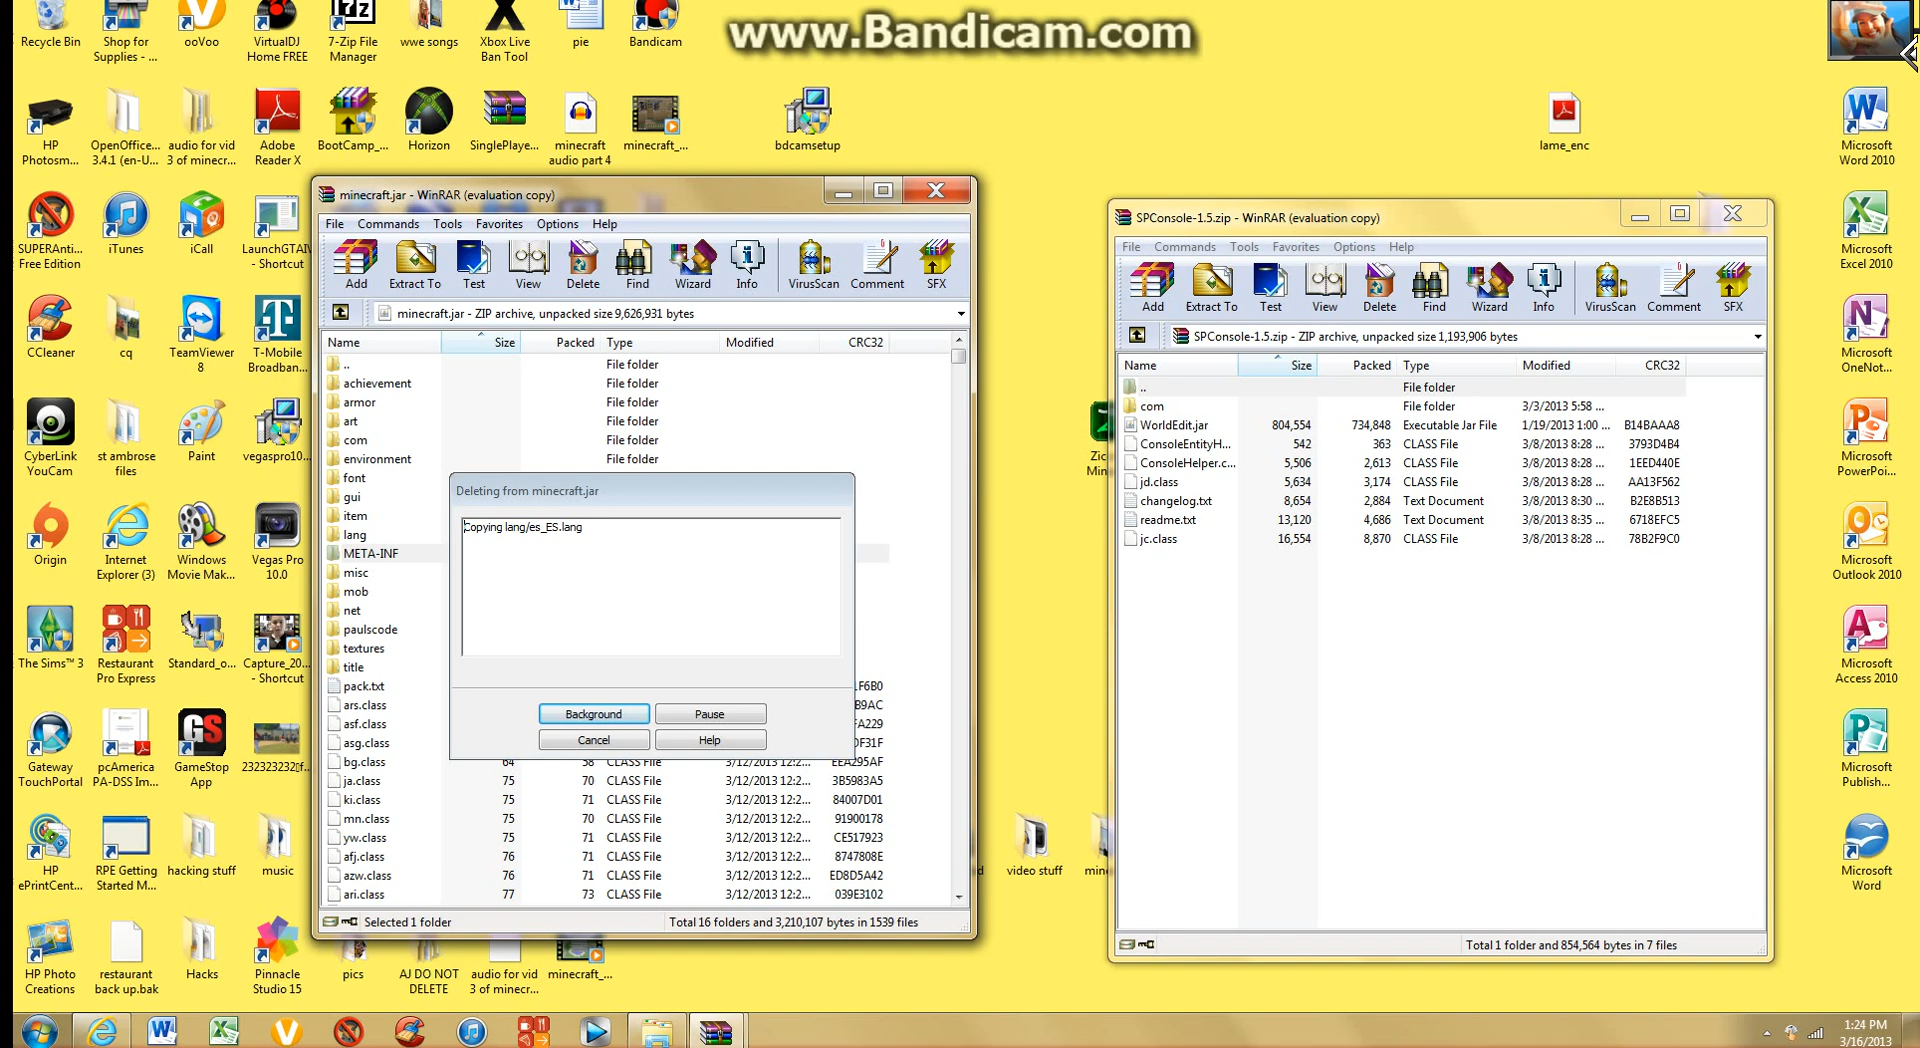 www.Bandicam.com
Recycle Bin
Shop for
Supplies - ...
ooVoo
VirtualDJ
Home FREE
7-Zip File
Manager
wwe songs
Xbox Live
Ban Tool
pie
Bandicam
HP
Photosm...
OpenOffice...
3.4.1 (en-U...
audio for vid
3 of minecr...
Adobe
Reader X
BootCamp_...
Horizon
SinglePlaye...
minecraft
audio part 4
minecraft_...
bdcamsetup
lame_enc
Microsoft
Word 2010
SUPERAnti...
Free Edition
iTunes
iCall
LaunchGTAIV
- Shortcut
Microsoft
Excel 2010
CCleaner
cq
TeamViewer
8
T-Mobile
Broadban...
Microsoft
OneNot...
CyberLink
YouCam
st ambrose
files
Paint
vegaspro10...
Microsoft
PowerPoi...
Origin
Internet
Explorer (3)
Windows
Movie Mak...
Vegas Pro
10.0
Microsoft
Outlook 2010
The Sims™ 3
Restaurant
Pro Express
Standard_o...
Capture_20...
- Shortcut
Microsoft
Access 2010
Gateway
TouchPortal
pcAmerica
PA-DSS Im...
GameStop
App
Microsoft
Publish...
HP
ePrintCent...
RPE Getting
Started M...
hacking stuff
music
video stuff
Microsoft
Word
HP Photo
Creations
restaurant
back up.bak
Hacks
Pinnacle
Studio 15
pics
AJ DO NOT
DELETE
audio for vid
3 of minecr...
minecraft_...
minecraft.jar - WinRAR (evaluation copy)
File Commands Tools Favorites Options Help
Add Extract To Test View Delete Find Wizard Info VirusScan Comment SFX
minecraft.jar - ZIP archive, unpacked size 9,626,931 bytes
Name Size Packed Type Modified CRC32
.. File folder
achievement File folder
armor File folder
art File folder
com File folder
environment File folder
font
gui
item
lang
META-INF
misc
mob
net
paulscode
textures
title
pack.txt
ars.class
asf.class
asg.class
bg.class 64 58 CLASS File 3/12/2013 12:2... EEA295AF
ja.class 75 70 CLASS File 3/12/2013 12:2... 3B5983A5
ki.class 75 71 CLASS File 3/12/2013 12:2... 84007D01
mn.class 75 70 CLASS File 3/12/2013 12:2... 91900178
yw.class 75 71 CLASS File 3/12/2013 12:2... CE517923
afj.class 76 71 CLASS File 3/12/2013 12:2... 8747808E
azw.class 76 71 CLASS File 3/12/2013 12:2... ED8D5A42
ari.class 77 73 CLASS File 3/12/2013 12:2... 039E3102
Selected 1 folder Total 16 folders and 3,210,107 bytes in 1539 files
Deleting from minecraft.jar
Copying lang/es_ES.lang
Background Pause
Cancel Help
SPConsole-1.5.zip - WinRAR (evaluation copy)
File Commands Tools Favorites Options Help
Add Extract To Test View Delete Find Wizard Info VirusScan Comment SFX
SPConsole-1.5.zip - ZIP archive, unpacked size 1,193,906 bytes
Name Size Packed Type Modified CRC32
.. File folder
com File folder 3/3/2013 5:58 ...
WorldEdit.jar 804,554 734,848 Executable Jar File 1/19/2013 1:00 ... B14BAAA8
ConsoleEntityH... 542 363 CLASS File 3/8/2013 8:28 ... 3793D4B4
ConsoleHelper.c... 5,506 2,613 CLASS File 3/8/2013 8:28 ... 1EED440E
jd.class 5,634 3,174 CLASS File 3/8/2013 8:28 ... AA13F562
changelog.txt 8,654 2,884 Text Document 3/8/2013 8:30 ... B2E8B513
readme.txt 13,120 4,686 Text Document 3/8/2013 8:35 ... 6718EFC5
jc.class 16,554 8,870 CLASS File 3/8/2013 8:28 ... 78B2F9C0
Total 1 folder and 854,564 bytes in 7 files
1:24 PM
3/16/2013